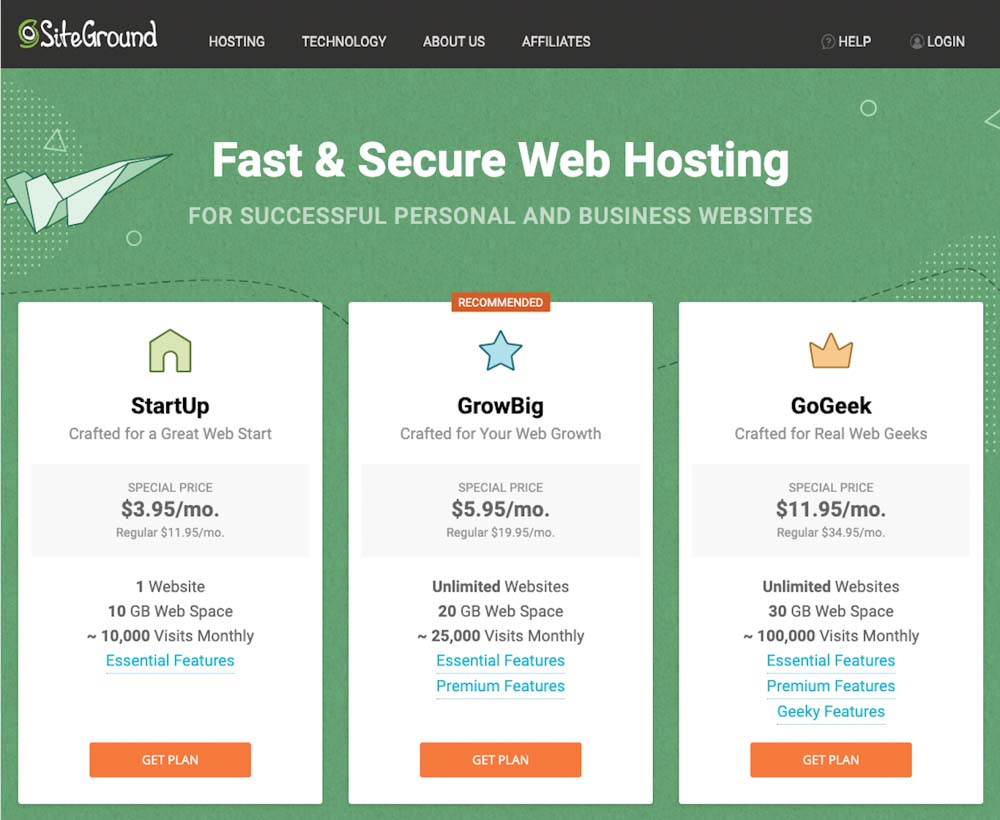 SiteGround
HOSTING TECHNOLOGY ABOUT US AFFILIATES HELP LOGIN
Fast & Secure Web Hosting
FOR SUCCESSFUL PERSONAL AND BUSINESS WEBSITES
StartUp
Crafted for a Great Web Start
SPECIAL PRICE
$3.95/mo.
Regular $11.95/mo.
1 Website
10 GB Web Space
~ 10,000 Visits Monthly
Essential Features
GET PLAN
RECOMMENDED
GrowBig
Crafted for Your Web Growth
SPECIAL PRICE
$5.95/mo.
Regular $19.95/mo.
Unlimited Websites
20 GB Web Space
~ 25,000 Visits Monthly
Essential Features
Premium Features
GET PLAN
GoGeek
Crafted for Real Web Geeks
SPECIAL PRICE
$11.95/mo.
Regular $34.95/mo.
Unlimited Websites
30 GB Web Space
~ 100,000 Visits Monthly
Essential Features
Premium Features
Geeky Features
GET PLAN